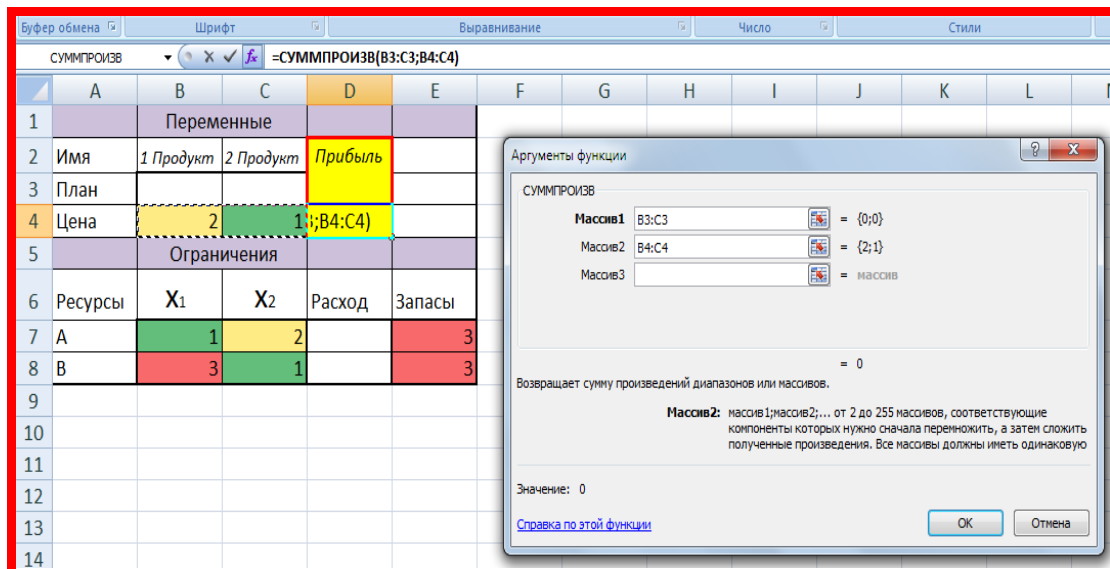 Буфер обмена Шрифт Выравнивание Число Стили
СУММПРОИЗВ fx =СУММПРОИЗВ(B3:C3;B4:C4)
A B C D E F G H I J K L
1 Переменные
2 Имя 1 Продукт 2 Продукт Прибыль
3 План
4 Цена 2 1 ;B4:C4)
5 Ограничения
6 Ресурсы X1 X2 Расход Запасы
7 A 1 2 3
8 B 3 1 3
9
10
11
12
13
14
Аргументы функции
СУММПРОИЗВ
Массив1 B3:C3 = {0;0}
Массив2 B4:C4 = {2;1}
Массив3 = массив
= 0
Возвращает сумму произведений диапазонов или массивов.
Массив2: массив1;массив2;... от 2 до 255 массивов, соответствующие
компоненты которых нужно сначала перемножить, а затем сложить
полученные произведения. Все массивы должны иметь одинаковую
Значение: 0
Справка по этой функции OK Отмена